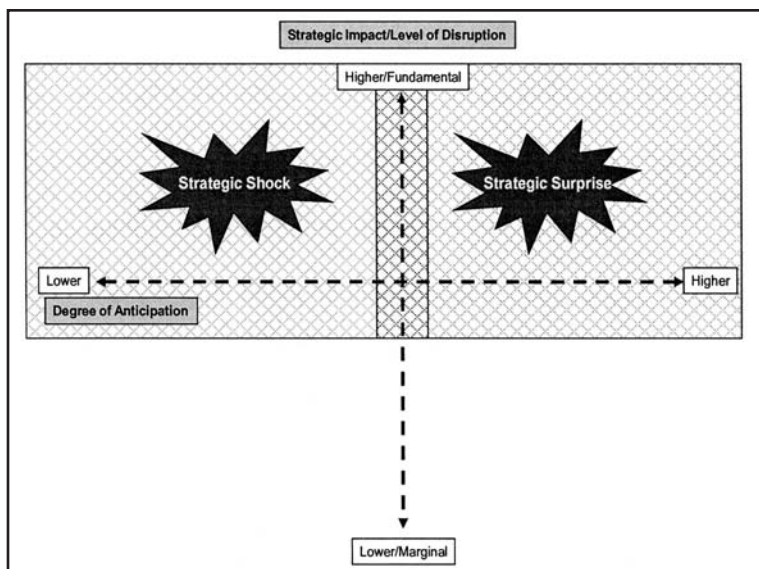 Strategic Impact/Level of Disruption
Higher/Fundamental
Strategic Shock
Strategic Surprise
Lower
Higher
Degree of Anticipation
Lower/Marginal